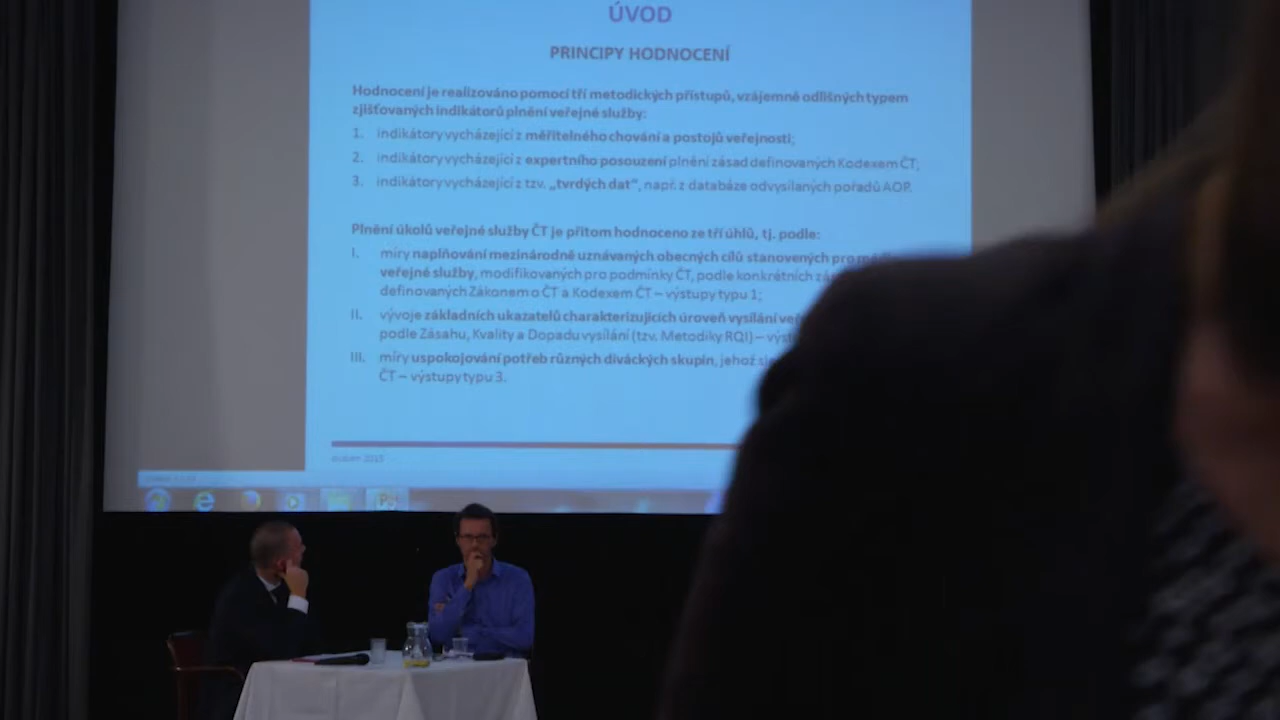 ÚVOD
PRINCIPY HODNOCENÍ
Hodnocení je realizováno pomocí tří metodických přístupů, vzájemně odlišných typem
zjišťovaných indikátorů plnění veřejné služby:
1. indikátory vycházející z měřitelného chování a postojů veřejnosti;
2. indikátory vycházející z expertního posouzení plnění zásad definovaných Kodexem ČT;
3. indikátory vycházející z tzv. „tvrdých dat“, např. z databáze odvysílaných pořadů AOP.
Plnění úkolů veřejné služby ČT je přitom hodnoceno ze tří úhlů, tj. podle:
I. míry naplňování mezinárodně uznávaných obecných cílů stanovených pro
veřejné služby, modifikovaných pro podmínky ČT, podle konkrétních
definovaných Zákonem o ČT a Kodexem ČT – výstupy typu 1;
II. vývoje základních ukazatelů charakterizujících úroveň vysílání
podle Zásahu, Kvality a Dopadu vysílání (tzv. Metodiky RQI) –
III. míry uspokojování potřeb různých diváckých skupin, jehož
ČT – výstupy typu 3.